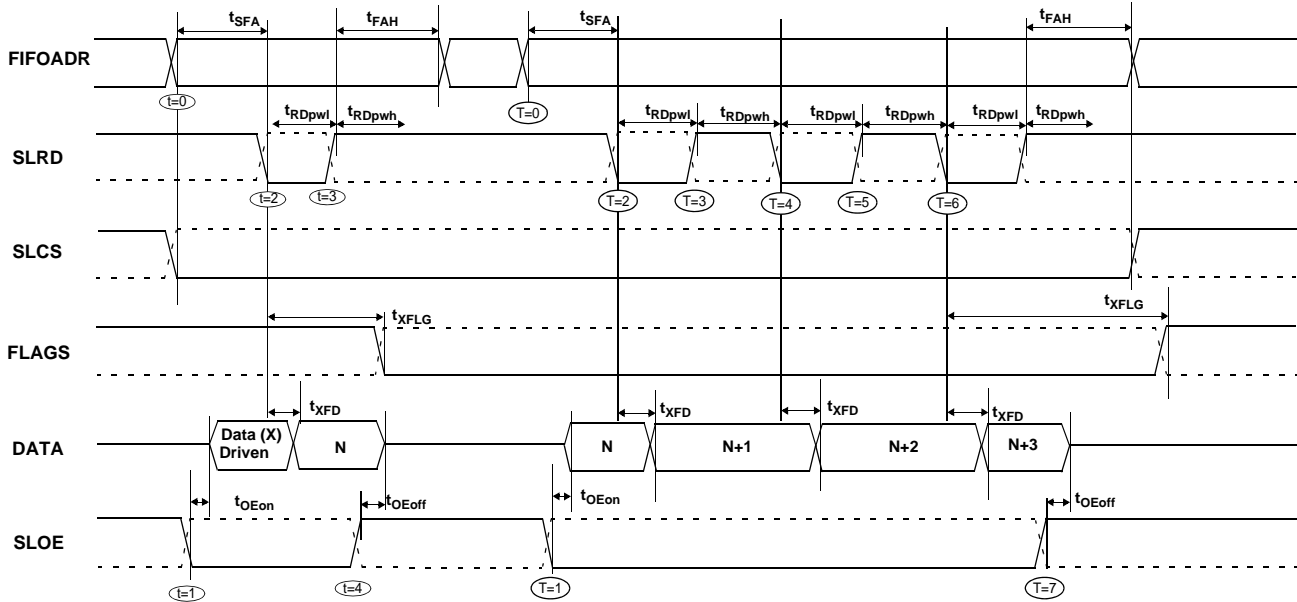 tSFA tFAH tSFA tFAH
FIFOADR
t=0 T=0
tRDpwl tRDpwh tRDpwl tRDpwh tRDpwl tRDpwh tRDpwl tRDpwh
SLRD
t=2 t=3 T=2 T=3 T=4 T=5 T=6
SLCS
tXFLG tXFLG
FLAGS
tXFD tXFD tXFD tXFD
DATA
Data (X)
Driven
N N N+1 N+2 N+3
tOEon tOEoff tOEon tOEoff
SLOE
t=1 t=4 T=1 T=7